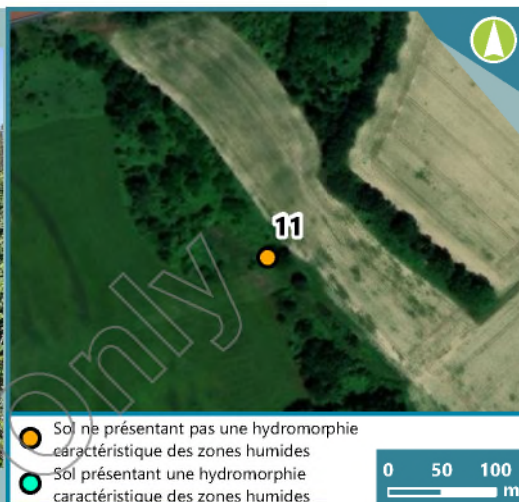 11
Only
Sol ne présentant pas une hydromorphie
caractéristique des zones humides
Sol présentant une hydromorphie
caractéristique des zones humides
0 50 100
m